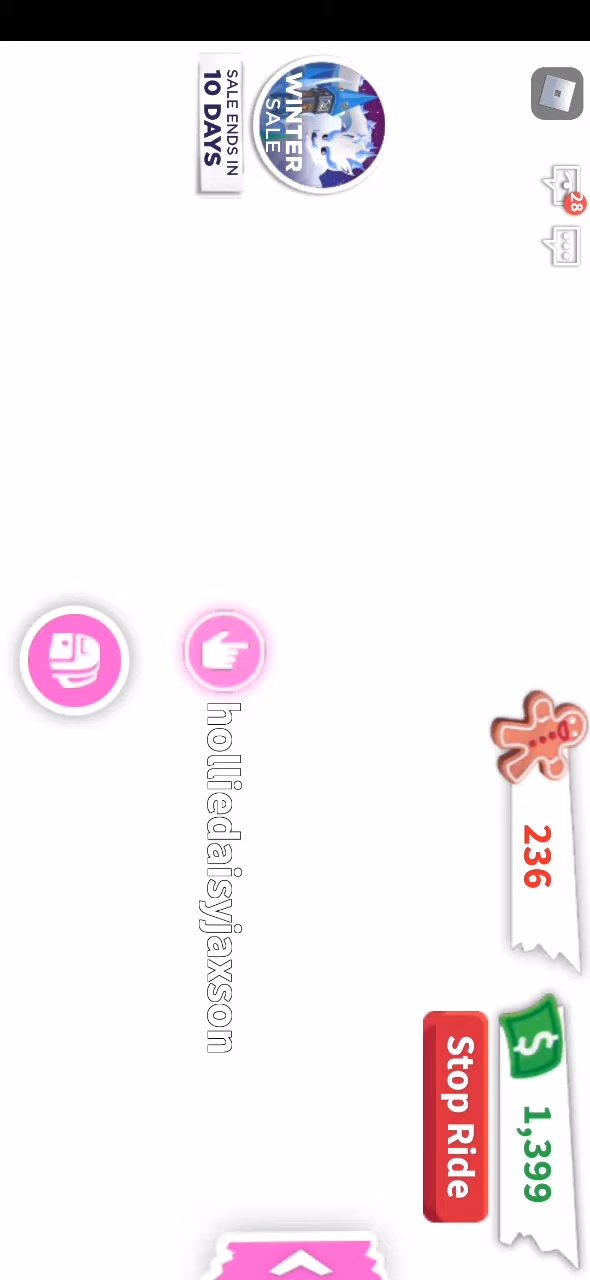 28
WINTER
SALE
SALE ENDS IN
10 DAYS
236
1,399
Stop Ride
holliedaisyjaxson